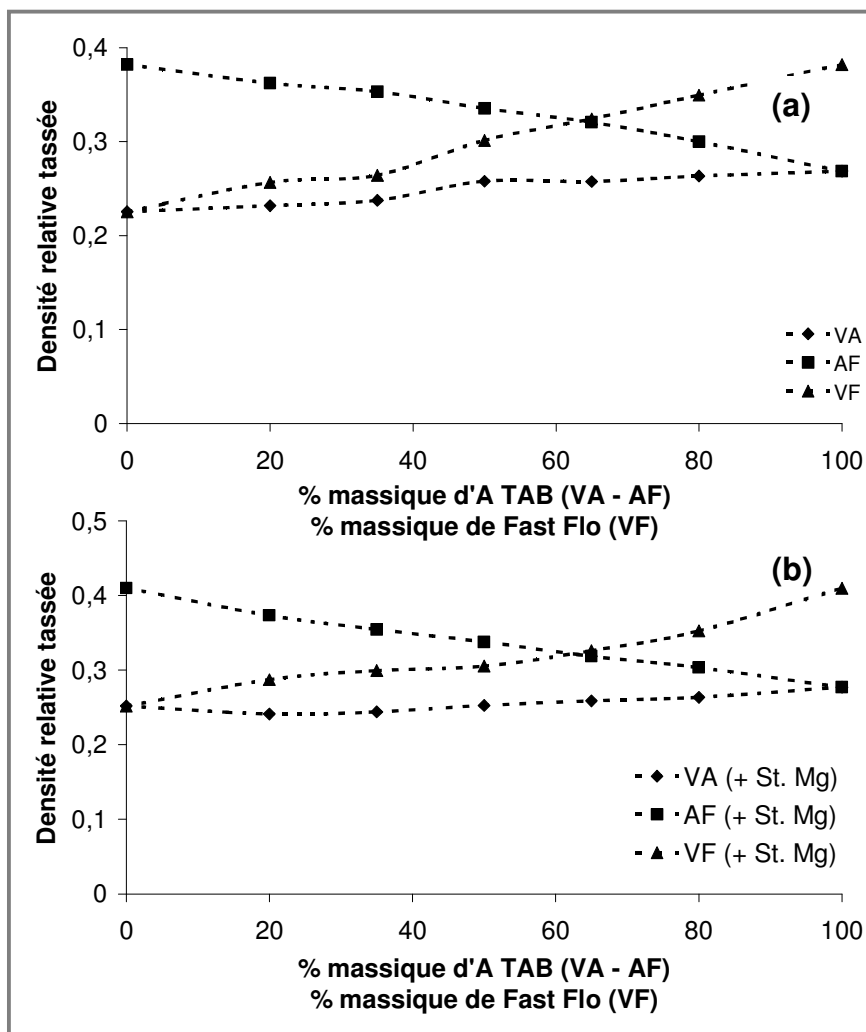 0,4
(a)
0,3
0,2
0,1
0
Densité relative tassée
VA
AF
VF
0 20 40 60 80 100
% massique d'A TAB (VA - AF)
% massique de Fast Flo (VF)
0,5
(b)
0,4
0,3
0,2
0,1
0
Densité relative tassée
VA (+ St. Mg)
AF (+ St. Mg)
VF (+ St. Mg)
0 20 40 60 80 100
% massique d'A TAB (VA - AF)
% massique de Fast Flo (VF)